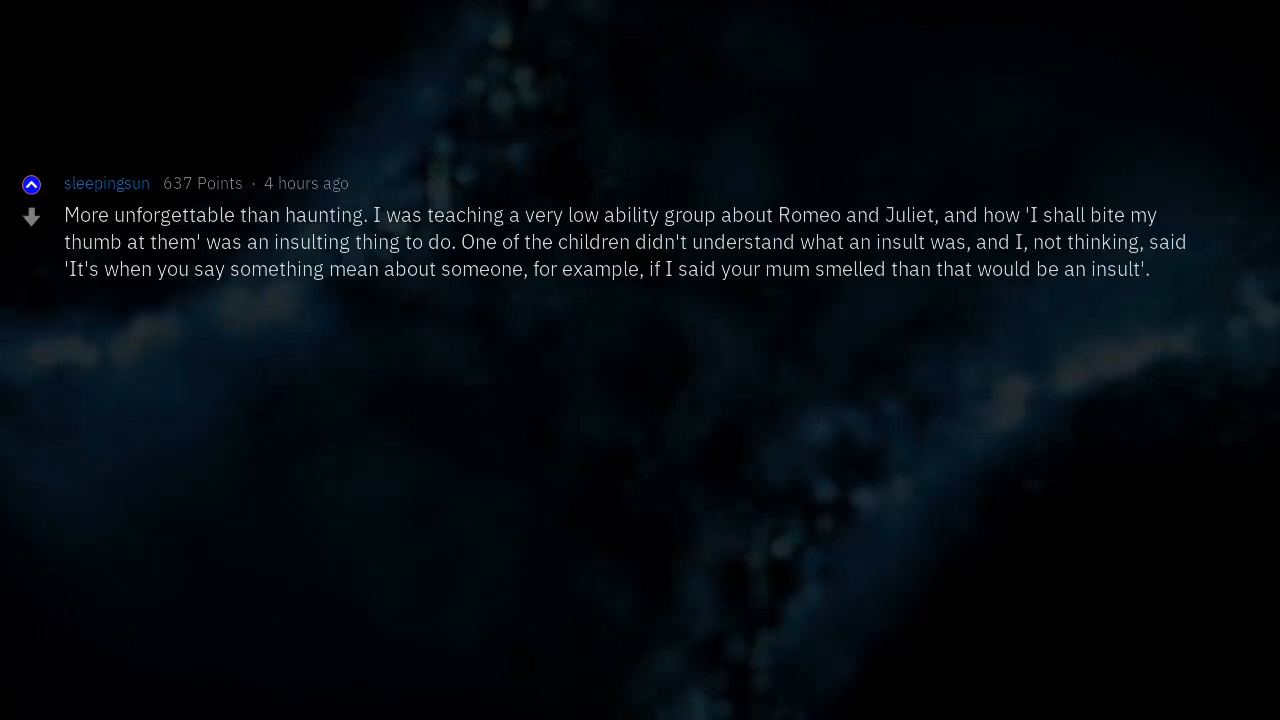 sleepingsun 637 Points · 4 hours ago
More unforgettable than haunting. I was teaching a very low ability group about Romeo and Juliet, and how 'I shall bite my
thumb at them' was an insulting thing to do. One of the children didn't understand what an insult was, and I, not thinking, said
'It's when you say something mean about someone, for example, if I said your mum smelled than that would be an insult'.